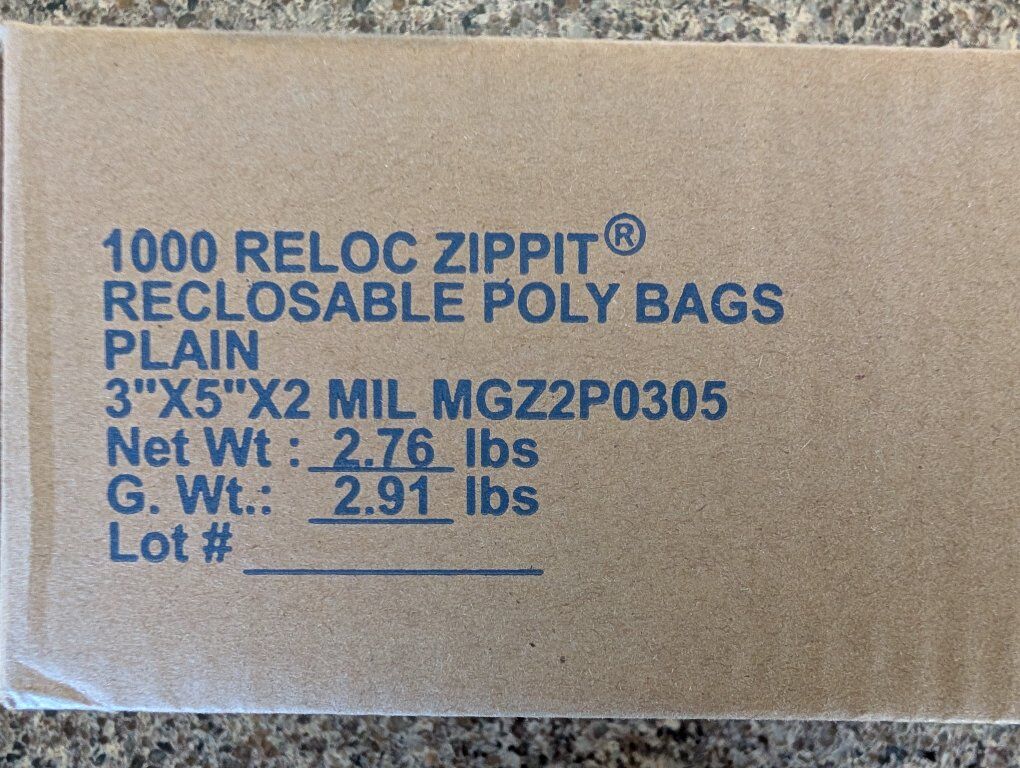 1000 RELOC ZIPPIT®
RECLOSABLE POLY BAGS
PLAIN
3"X5"X2 MIL MGZ2P0305
Net Wt : 2.76 lbs
G. Wt.: 2.91 lbs
Lot #